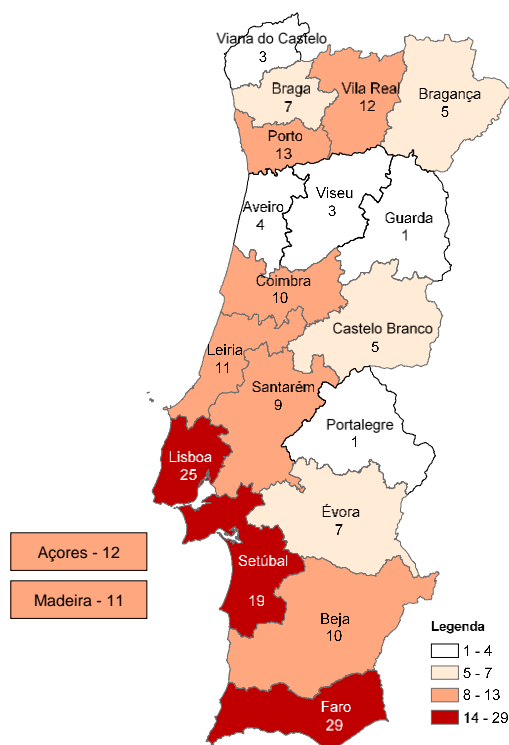 Viana do Castelo
3
Braga
7
Vila Real
12
Bragança
5
Porto
13
Aveiro
4
Viseu
3
Guarda
1
Coimbra
10
Castelo Branco
5
Leiria
11
Santarém
9
Portalegre
1
Lisboa
25
Évora
7
Açores - 12
Setúbal
19
Madeira - 11
Beja
10
Faro
29
Legenda
1 - 4
5 - 7
8 - 13
14 - 29